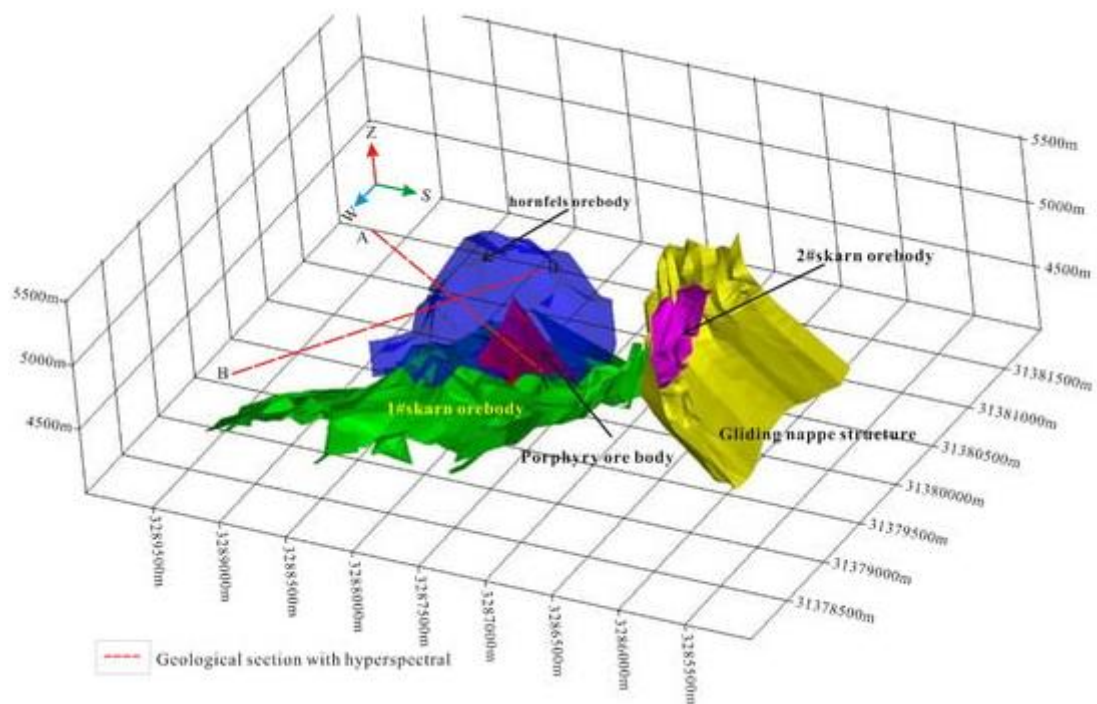 5500m
5000m
4500m
Z
S
W
A
hornfels orebody
2#skarn orebody
5500m
5000m
4500m
B
1#skarn orebody
Gliding nappe structure
Porphyry ore body
31381500m
31381000m
31380500m
31380000m
31379500m
31379000m
31378500m
3289500m
3289000m
3288500m
3288000m
3287500m
3287000m
3286500m
3286000m
3285500m
Geological section with hyperspectral